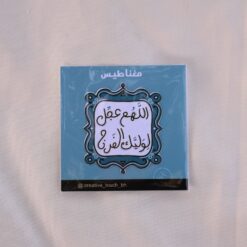 مغناطيس
اللهم عجل
لوليك الفرج
@creative_touch_bh